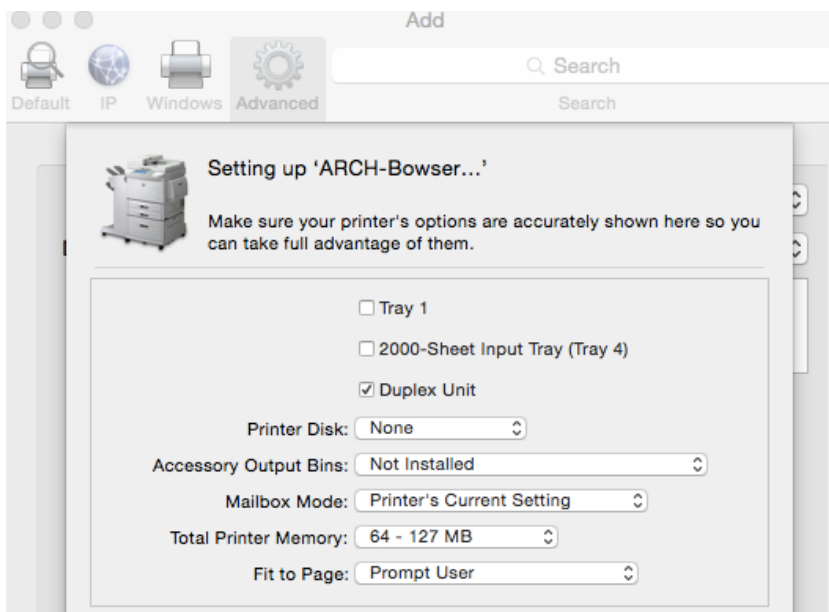 Add
Default IP Windows Advanced Search
Search
Setting up ‘ARCH-Bowser...’
Make sure your printer's options are accurately shown here so you
can take full advantage of them.
Tray 1
2000-Sheet Input Tray (Tray 4)
Duplex Unit
Printer Disk: None
Accessory Output Bins: Not Installed
Mailbox Mode: Printer's Current Setting
Total Printer Memory: 64 - 127 MB
Fit to Page: Prompt User